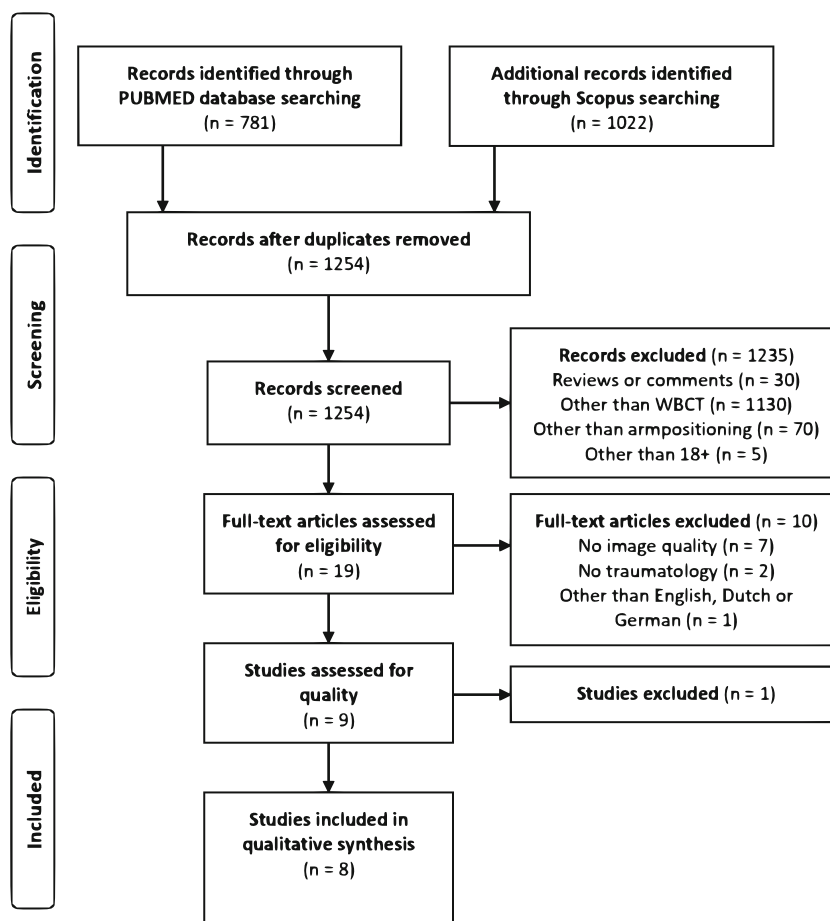 Identification
Records identified through
PUBMED database searching
(n = 781)
Additional records identified
through Scopus searching
(n = 1022)
Records after duplicates removed
(n = 1254)
Screening
Records screened
(n = 1254)
Records excluded (n = 1235)
Reviews or comments (n = 30)
Other than WBCT (n = 1130)
Other than armpositioning (n = 70)
Other than 18+ (n = 5)
Eligibility
Full-text articles assessed
for eligibility
(n = 19)
Full-text articles excluded (n = 10)
No image quality (n = 7)
No traumatology (n = 2)
Other than English, Dutch or
German (n = 1)
Studies assessed for
quality
(n = 9)
Studies excluded (n = 1)
Included
Studies included in
qualitative synthesis
(n = 8)